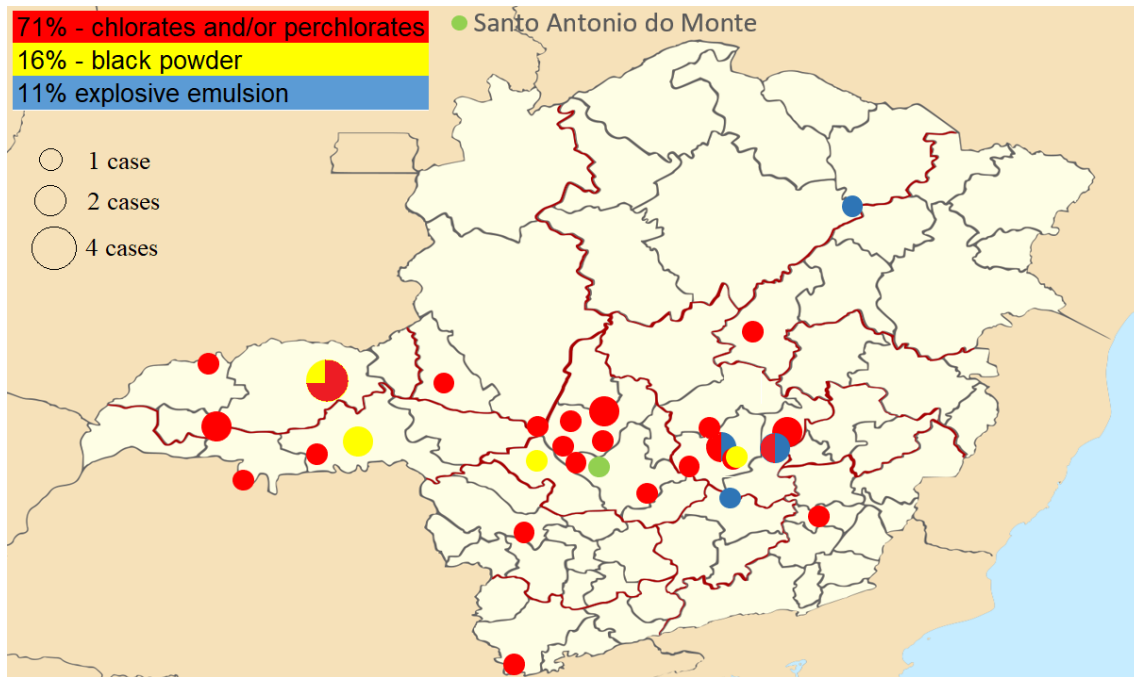 71% - chlorates and/or perchlorates
16% - black powder
11% explosive emulsion
Santo Antonio do Monte
1 case
2 cases
4 cases